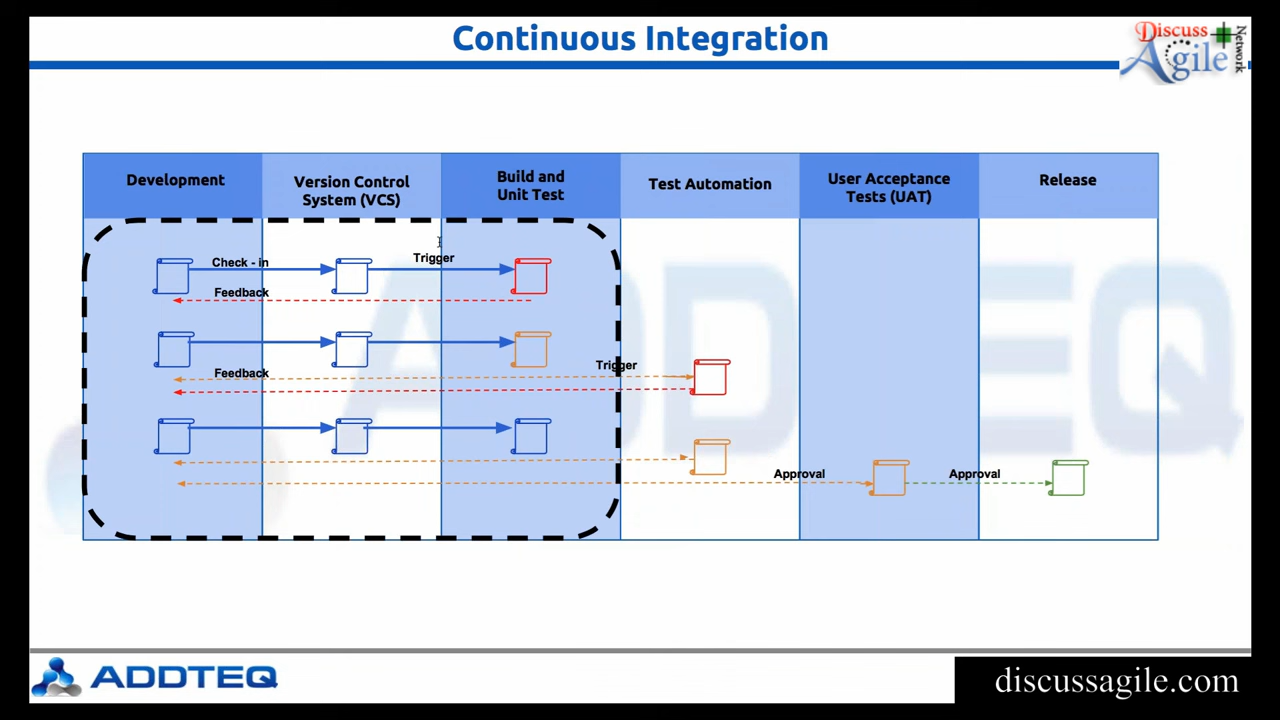 Continuous Integration
Discuss
Agile
Network
Development
Version Control
System (VCS)
Build and
Unit Test
Test Automation
User Acceptance
Tests (UAT)
Release
Check - in
Trigger
Feedback
Trigger
Feedback
Approval
Approval
ADDTEQ
ADDTEQ
discussagile.com